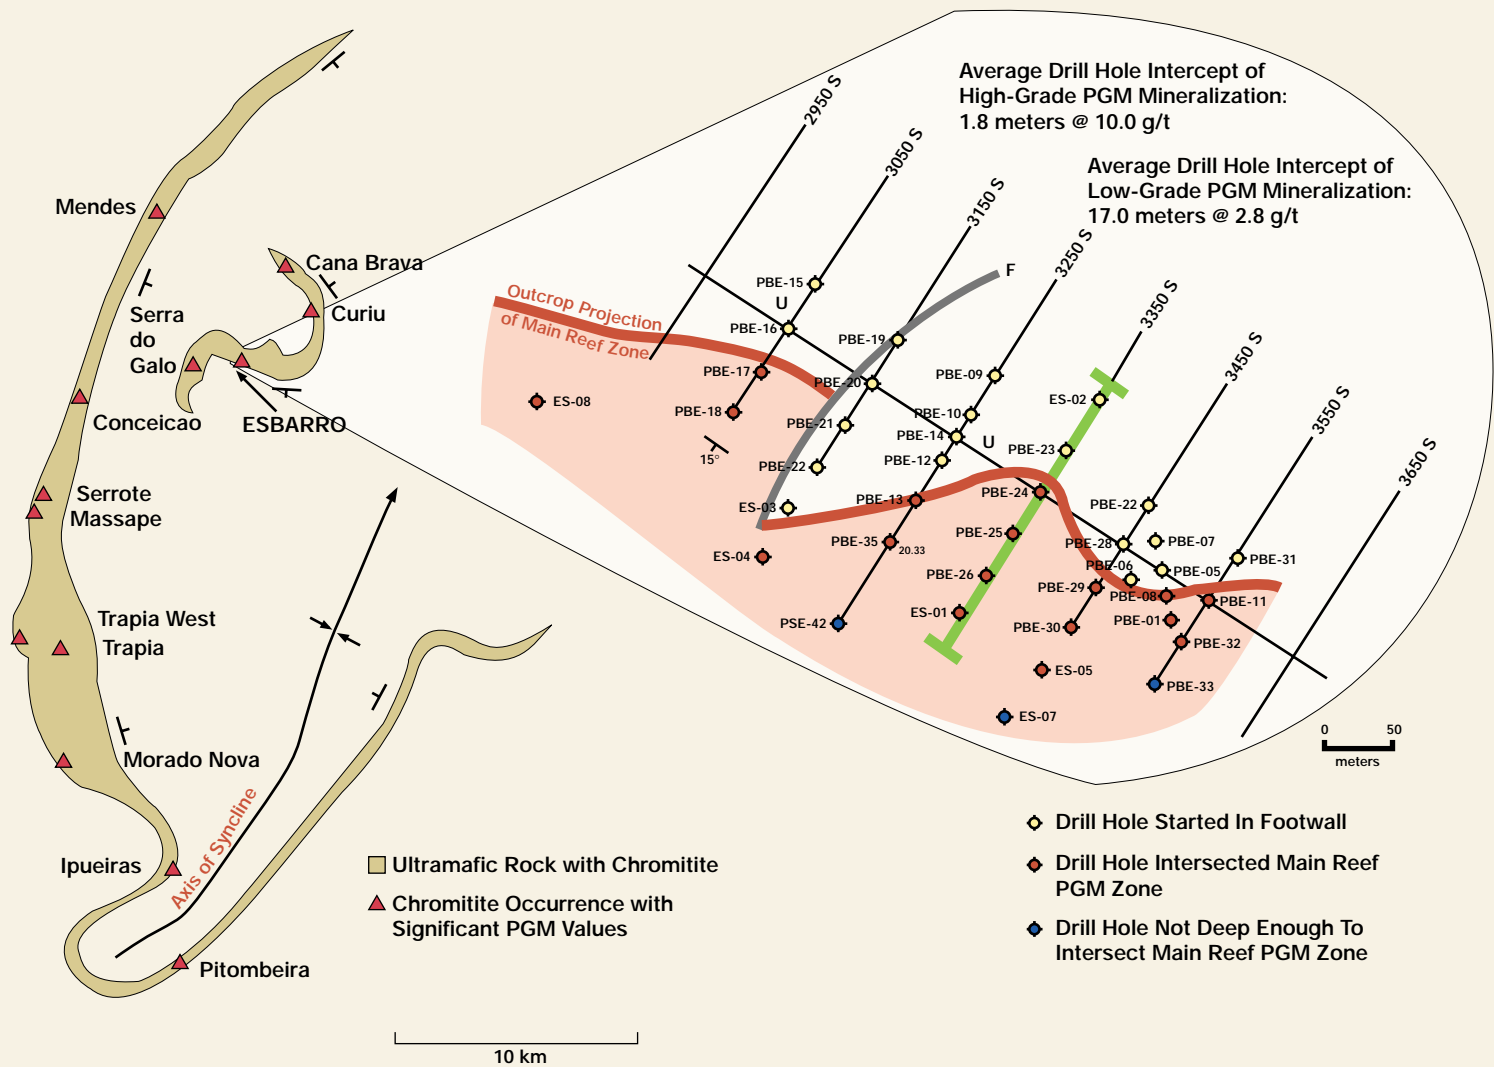 Mendes
Cana Brava
Curiu
Serra
do
Galo
Conceicao
ESBARRO
Serrote
Massape
Trapia West
Trapia
Morado Nova
Ipueiras
Axis of Syncline
Pitombeira
Ultramafic Rock with Chromitite
Chromitite Occurrence with
Significant PGM Values
10 km
Average Drill Hole Intercept of
High-Grade PGM Mineralization:
1.8 meters @ 10.0 g/t
Average Drill Hole Intercept of
Low-Grade PGM Mineralization:
17.0 meters @ 2.8 g/t
2950 S
3050 S
3150 S
3250 S
3350 S
3450 S
3550 S
3650 S
F
U
U
Outcrop Projection
of Main Reef Zone
PBE-15
PBE-16
PBE-17
PBE-18
15°
ES-08
PBE-19
PBE-20
PBE-21
PBE-22
ES-03
ES-04
PBE-09
PBE-10
PBE-14
PBE-12
PBE-13
PBE-35
20.33
PSE-42
ES-02
PBE-23
PBE-24
PBE-25
PBE-26
ES-01
PBE-22
PBE-28
PBE-07
PBE-06
PBE-05
PBE-29
PBE-08
PBE-01
PBE-30
ES-05
ES-07
PBE-31
PBE-11
PBE-32
PBE-33
0 50
meters
Drill Hole Started In Footwall
Drill Hole Intersected Main Reef
PGM Zone
Drill Hole Not Deep Enough To
Intersect Main Reef PGM Zone